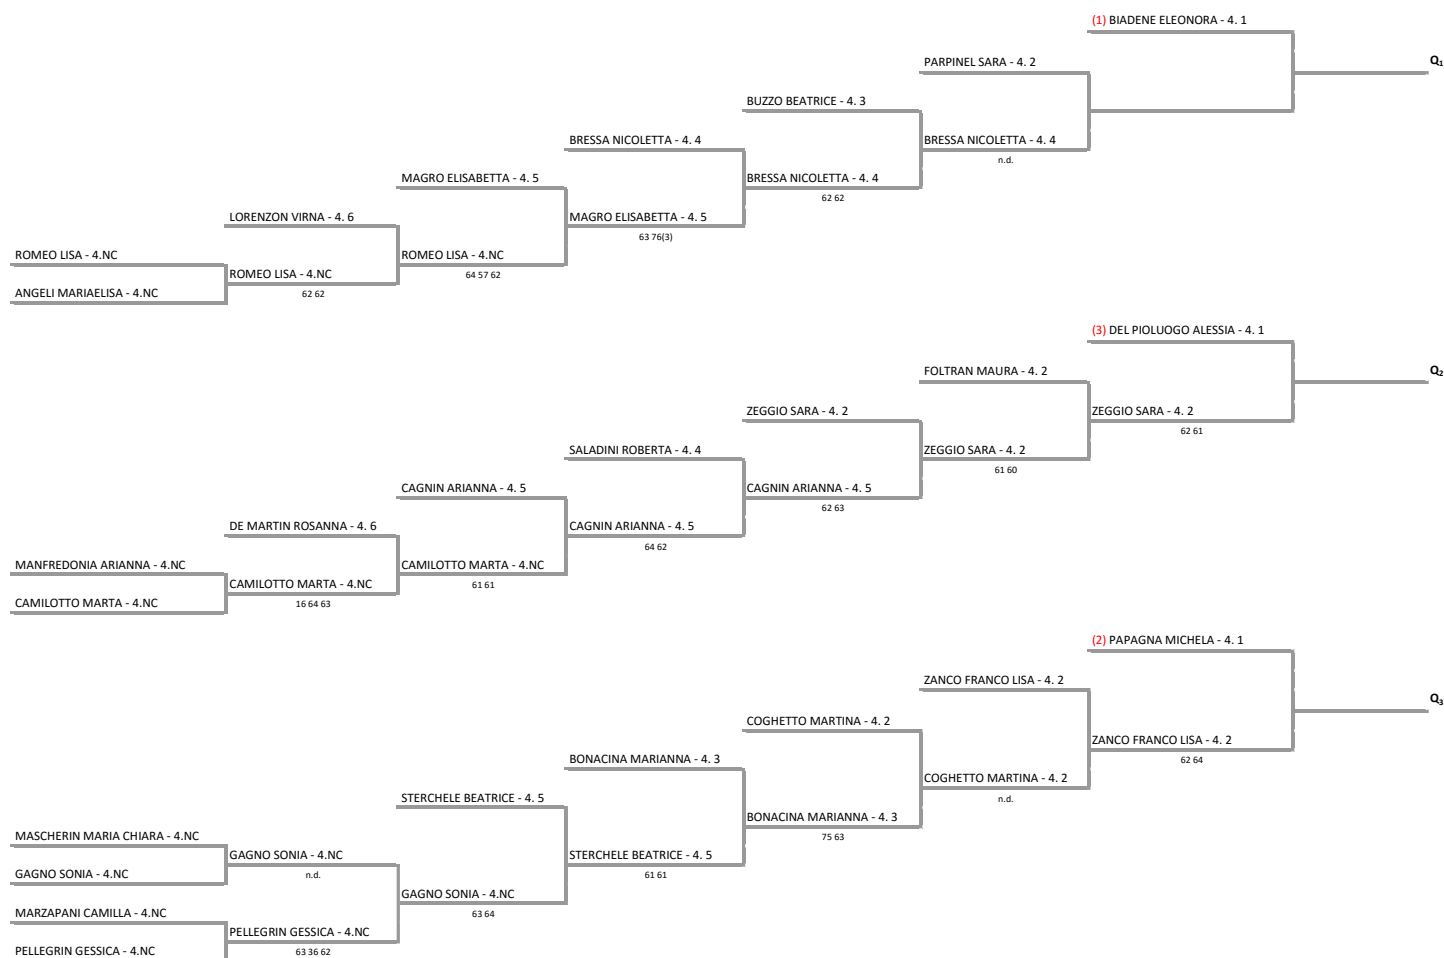 (1) BIADENE ELEONORA - 4. 1
Q1
PARPINEL SARA - 4. 2
BUZZO BEATRICE - 4. 3
BRESSA NICOLETTA - 4. 4
BRESSA NICOLETTA - 4. 4
n.d.
MAGRO ELISABETTA - 4. 5
BRESSA NICOLETTA - 4. 4
62 62
LORENZON VIRNA - 4. 6
MAGRO ELISABETTA - 4. 5
63 76(3)
ROMEO LISA - 4.NC
ROMEO LISA - 4.NC
64 57 62
ROMEO LISA - 4.NC
62 62
ANGELI MARIAELISA - 4.NC
(3) DEL PIOLUOGO ALESSIA - 4. 1
Q2
FOLTRAN MAURA - 4. 2
ZEGGIO SARA - 4. 2
ZEGGIO SARA - 4. 2
62 61
SALADINI ROBERTA - 4. 4
ZEGGIO SARA - 4. 2
61 60
CAGNIN ARIANNA - 4. 5
CAGNIN ARIANNA - 4. 5
62 63
DE MARTIN ROSANNA - 4. 6
CAGNIN ARIANNA - 4. 5
64 62
MANFREDONIA ARIANNA - 4.NC
CAMILOTTO MARTA - 4.NC
61 61
CAMILOTTO MARTA - 4.NC
16 64 63
CAMILOTTO MARTA - 4.NC
(2) PAPAGNA MICHELA - 4. 1
Q3
ZANCO FRANCO LISA - 4. 2
COGHETTO MARTINA - 4. 2
ZANCO FRANCO LISA - 4. 2
62 64
BONACINA MARIANNA - 4. 3
COGHETTO MARTINA - 4. 2
n.d.
STERCHELE BEATRICE - 4. 5
BONACINA MARIANNA - 4. 3
75 63
MASCHERIN MARIA CHIARA - 4.NC
GAGNO SONIA - 4.NC
n.d.
STERCHELE BEATRICE - 4. 5
61 61
GAGNO SONIA - 4.NC
GAGNO SONIA - 4.NC
63 64
MARZAPANI CAMILLA - 4.NC
PELLEGRIN GESSICA - 4.NC
63 36 62
PELLEGRIN GESSICA - 4.NC